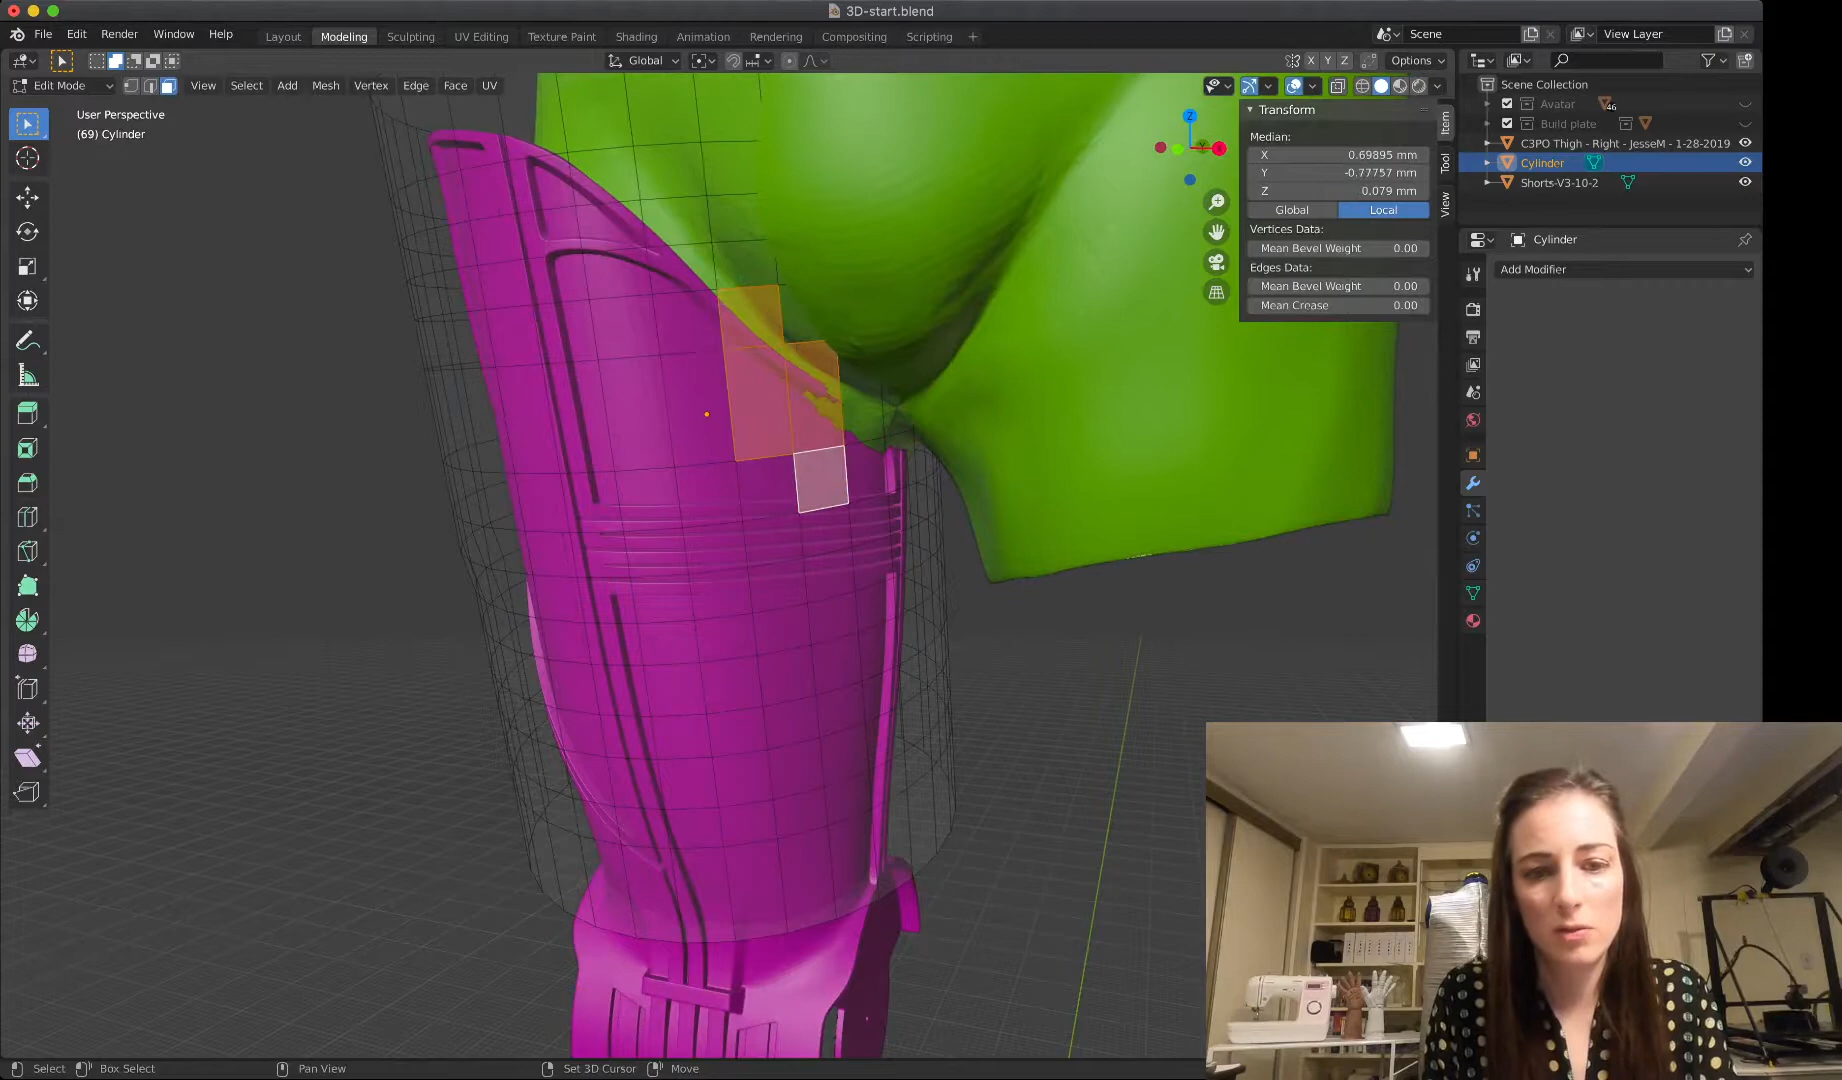 3D-start.blend
File Edit Render Window Help
Layout Modeling Sculpting UV Editing Texture Paint Shading Animation Rendering Compositing Scripting +
Scene
View Layer
Global
X Y Z
Options
Edit Mode View Select Add Mesh Vertex Edge Face UV
User Perspective
(69) Cylinder
Z
Y
Transform
Median:
X 0.69895 mm
Y -0.77757 mm
Z 0.079 mm
Global Local
Vertices Data:
Mean Bevel Weight 0.00
Edges Data:
Mean Bevel Weight 0.00
Mean Crease 0.00
Item
Tool
View
Scene Collection
Avatar 46
Build plate
C3PO Thigh - Right - JesseM - 1-28-2019
Cylinder
Shorts-V3-10-2
Cylinder
Add Modifier
Select Box Select Pan View Set 3D Cursor Move